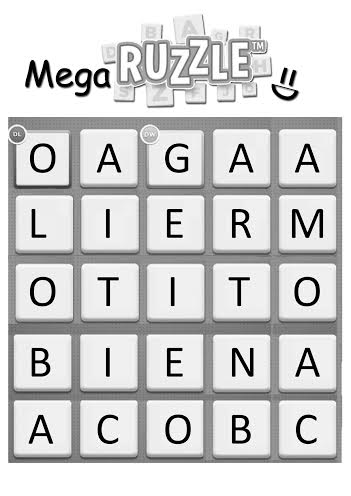 Mega RUZZLE™ =)
DL DW
O A G A A
L I E R M
O T I T O
B I E N A
A C O B C